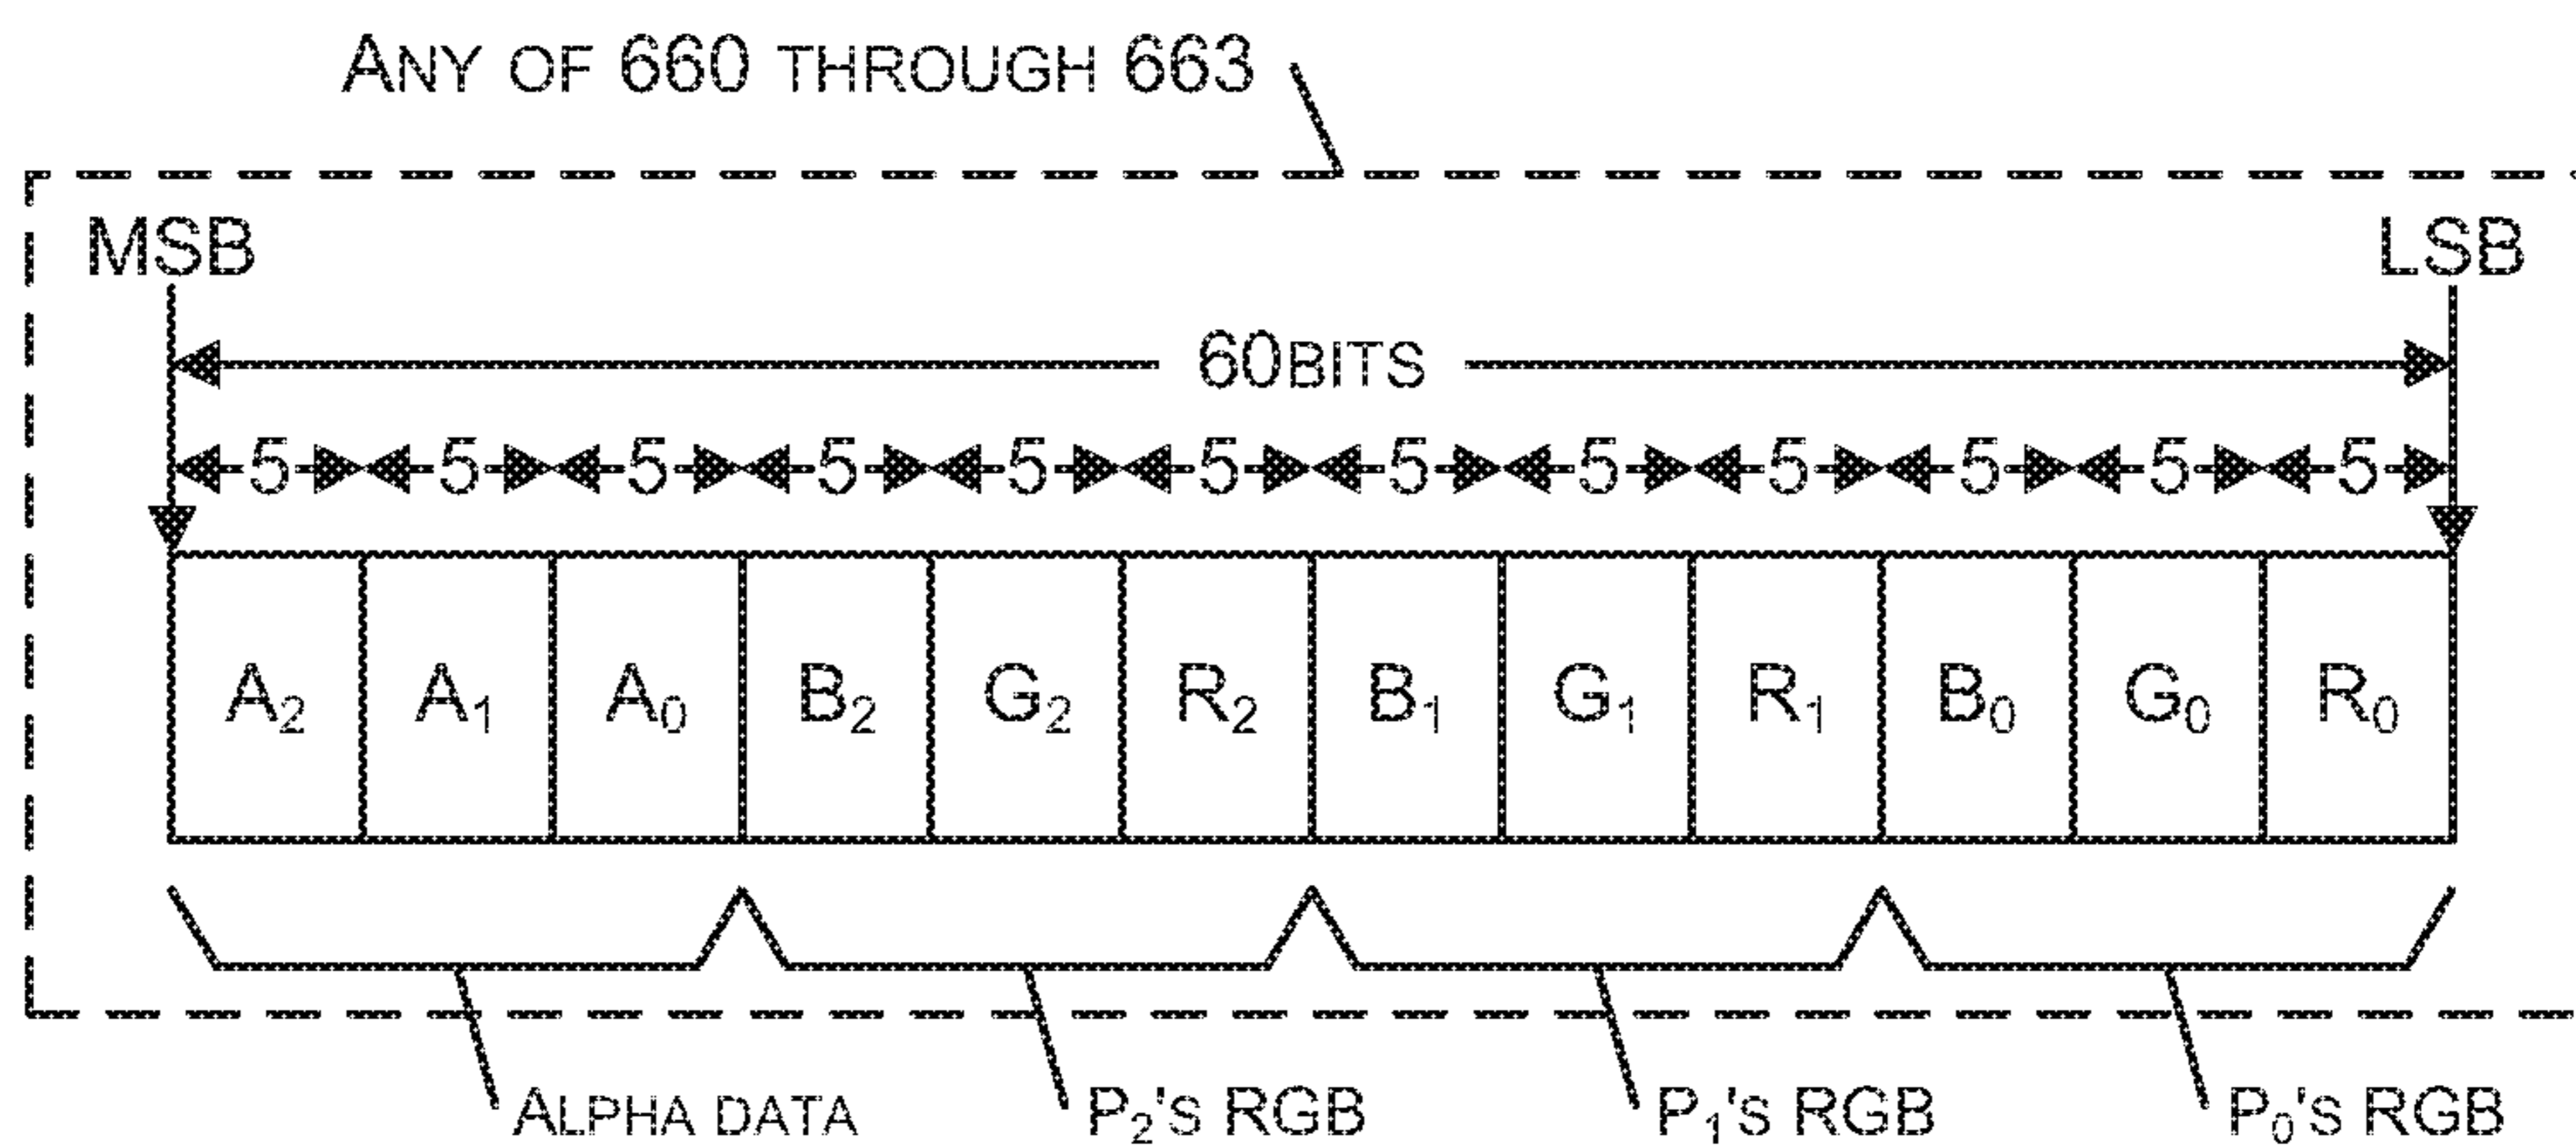 ANY OF 660 THROUGH 663
MSB LSB
60BITS
5 5 5 5 5 5 5 5 5 5 5 5
A₂ A₁ A₀ B₂ G₂ R₂ B₁ G₁ R₁ B₀ G₀ R₀
ALPHA DATA P₂'S RGB P₁'S RGB P₀'S RGB